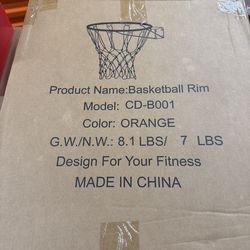 Product Name:Basketball Rim
Model: CD-B001
Color: ORANGE
G.W./N.W.: 8.1 LBS/ 7 LBS
Design For Your Fitness
MADE IN CHINA